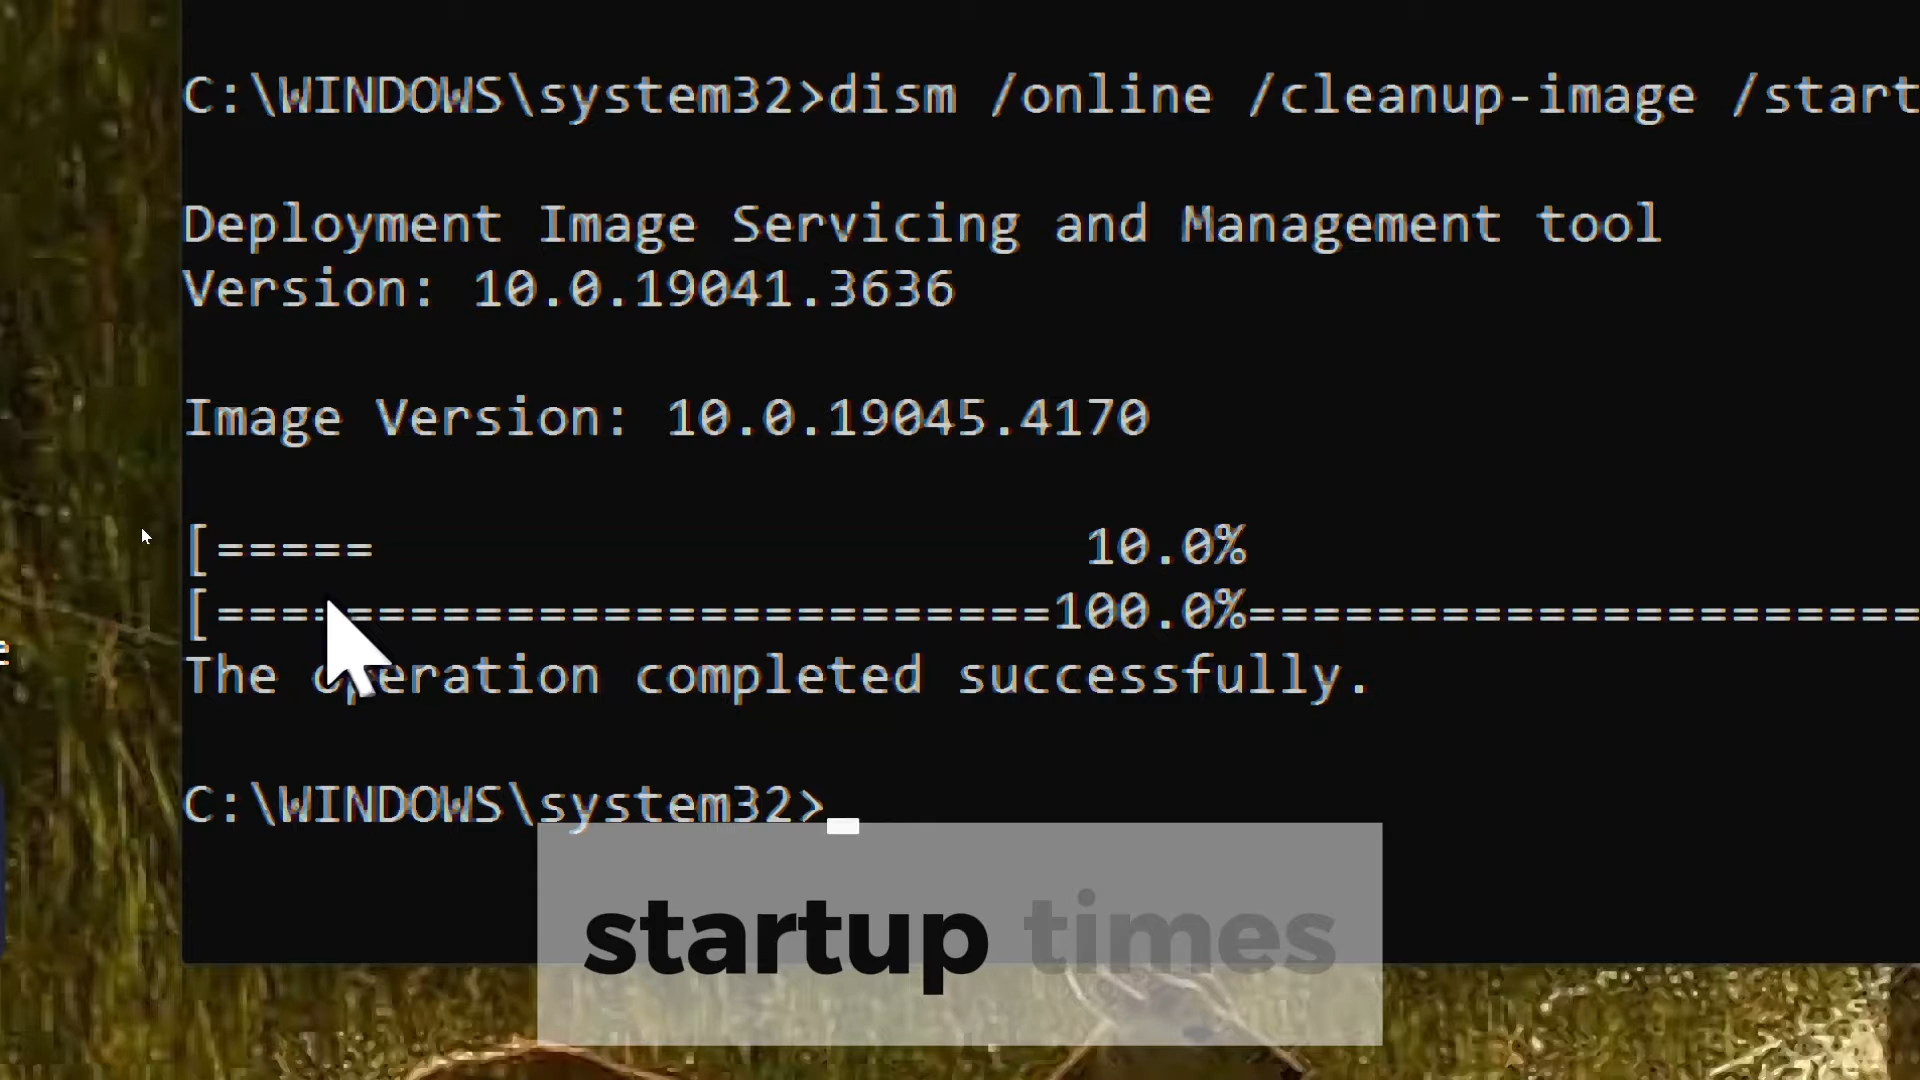 C:\WINDOWS\system32>dism /online /cleanup-image /start
Deployment Image Servicing and Management tool
Version: 10.0.19041.3636
Image Version: 10.0.19045.4170
[===== 10.0%
[==========================100.0%=====================
The operation completed successfully.
C:\WINDOWS\system32>
startup times